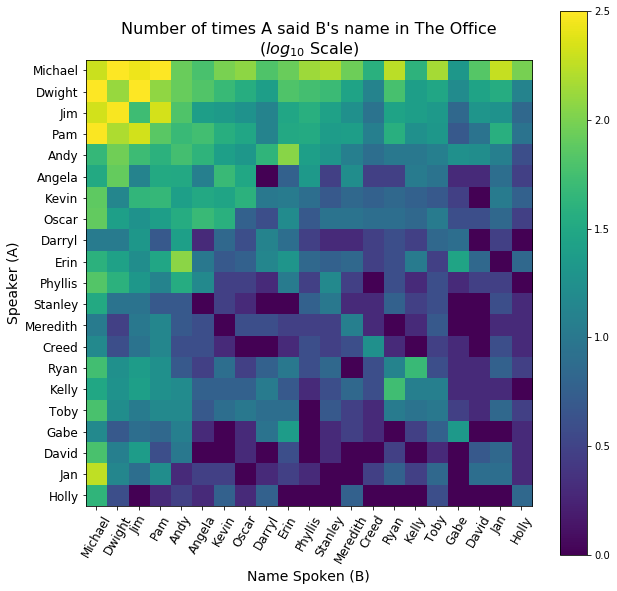 Number of times A said B's name in The Office
(log₁₀ Scale)
Speaker (A)
Michael
Dwight
Jim
Pam
Andy
Angela
Kevin
Oscar
Darryl
Erin
Phyllis
Stanley
Meredith
Creed
Ryan
Kelly
Toby
Gabe
David
Jan
Holly
Michael
Dwight
Jim
Pam
Andy
Angela
Kevin
Oscar
Darryl
Erin
Phyllis
Stanley
Meredith
Creed
Ryan
Kelly
Toby
Gabe
David
Jan
Holly
Name Spoken (B)
2.5
2.0
1.5
1.0
0.5
0.0